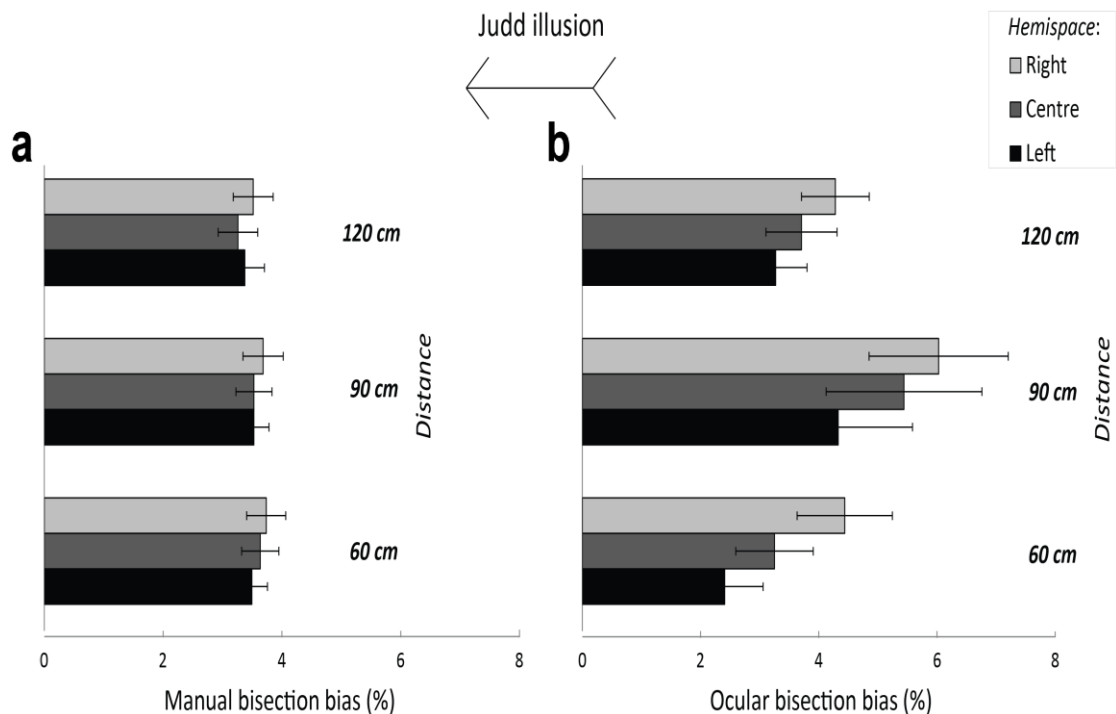 Judd illusion
Hemispace:
Right
Centre
Left
a
120 cm
90 cm
60 cm
Distance
0 2 4 6 8
Manual bisection bias (%)
b
120 cm
90 cm
60 cm
Distance
0 2 4 6 8
Ocular bisection bias (%)